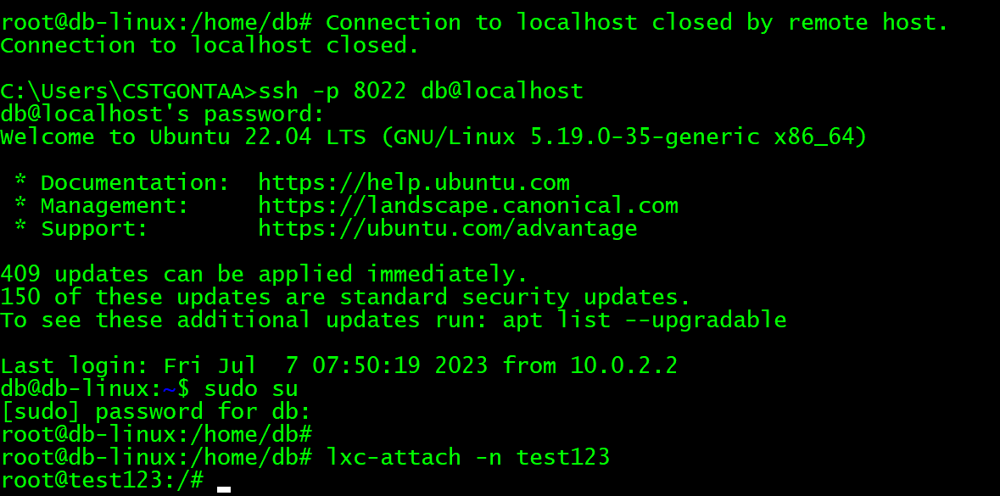 root@db-linux:/home/db# Connection to localhost closed by remote host.
Connection to localhost closed.
C:\Users\CSTGONTAA>ssh -p 8022 db@localhost
db@localhost's password:
Welcome to Ubuntu 22.04 LTS (GNU/Linux 5.19.0-35-generic x86_64)
 * Documentation:  https://help.ubuntu.com
 * Management:     https://landscape.canonical.com
 * Support:        https://ubuntu.com/advantage
409 updates can be applied immediately.
150 of these updates are standard security updates.
To see these additional updates run: apt list --upgradable
Last login: Fri Jul  7 07:50:19 2023 from 10.0.2.2
db@db-linux:~$ sudo su
[sudo] password for db:
root@db-linux:/home/db#
root@db-linux:/home/db# lxc-attach -n test123
root@test123:/#